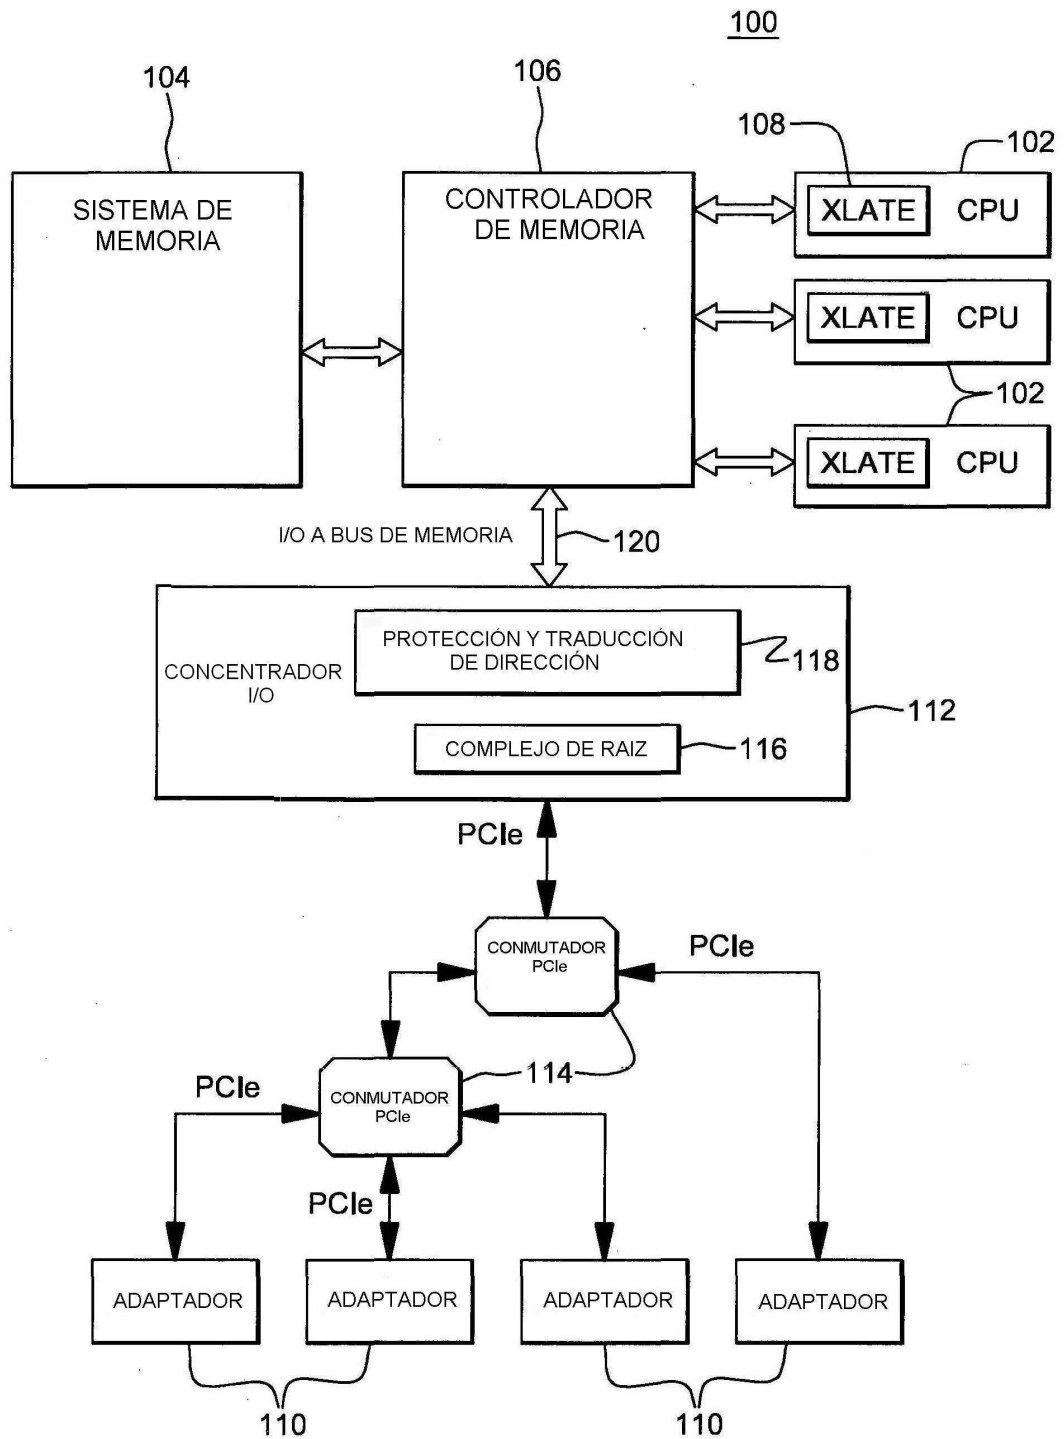 100
104
106
108
102
SISTEMA DE
MEMORIA
CONTROLADOR
DE MEMORIA
XLATE
CPU
XLATE
CPU
102
XLATE
CPU
I/O A BUS DE MEMORIA
120
CONCENTRADOR
I/O
PROTECCIÓN Y TRADUCCIÓN
DE DIRECCIÓN
118
112
COMPLEJO DE RAIZ
116
PCIe
CONMUTADOR
PCIe
PCIe
114
PCIe
CONMUTADOR
PCIe
PCIe
ADAPTADOR
ADAPTADOR
ADAPTADOR
ADAPTADOR
110
110